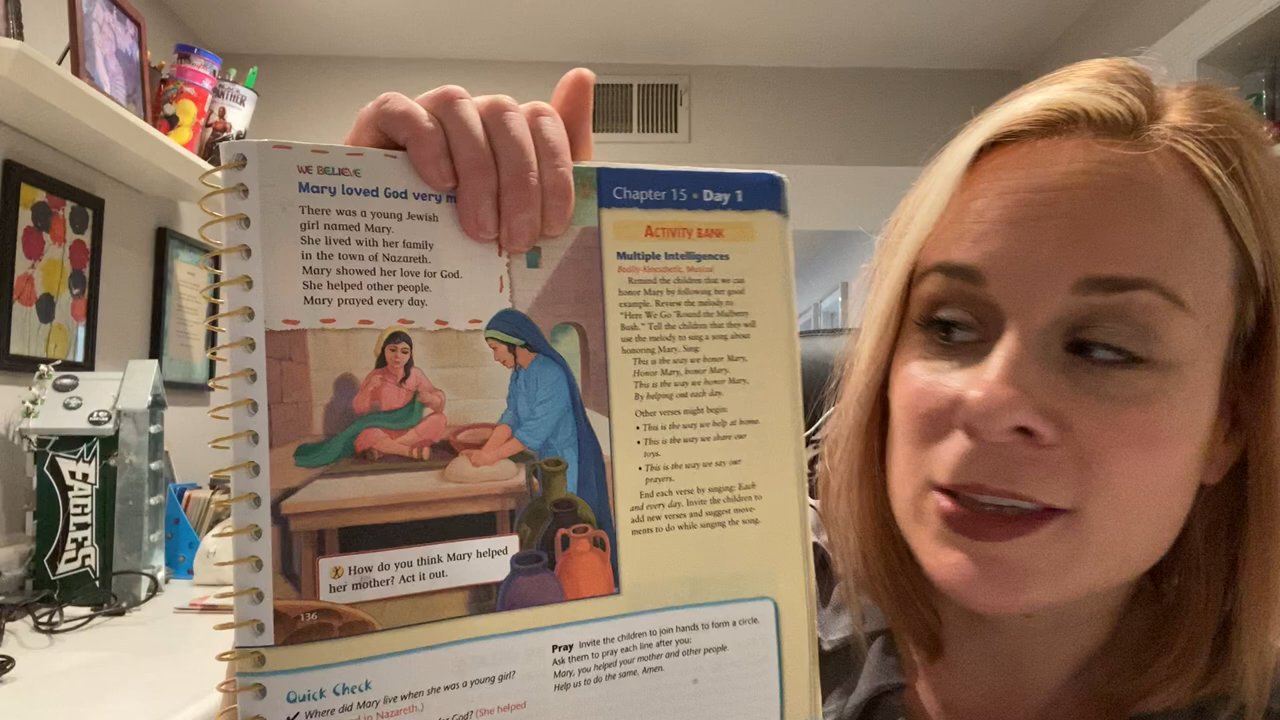 PANTHER
EAGLES
WE BELIEVE
Mary loved God very m
There was a young Jewish
girl named Mary.
She lived with her family
in the town of Nazareth.
Mary showed her love for God.
She helped other people.
Mary prayed every day.
How do you think Mary helped
her mother? Act it out.
136
Chapter 15 • Day 1
ACTIVITY BANK
Multiple Intelligences
Bodily-Kinesthetic, Musical
Remind the children that we can
honor Mary by following her good
example. Review the melody to
"Here We Go 'Round the Mulberry
Bush." Tell the children that they will
use the melody to sing a song about
honoring Mary. Sing:
This is the way we honor Mary,
Honor Mary, honor Mary.
This is the way we honor Mary,
By helping out each day.
Other verses might begin:
• This is the way we help at home.
• This is the way we share our
toys.
• This is the way we say our
prayers.
End each verse by singing: Each
and every day. Invite the children to
add new verses and suggest move-
ments to do while singing the song.
Quick Check
✔ Where did Mary live when she was a young girl?
in Nazareth.)
for God? (She helped
Pray Invite the children to join hands to form a circle.
Ask them to pray each line after you:
Mary, you helped your mother and other people.
Help us to do the same. Amen.